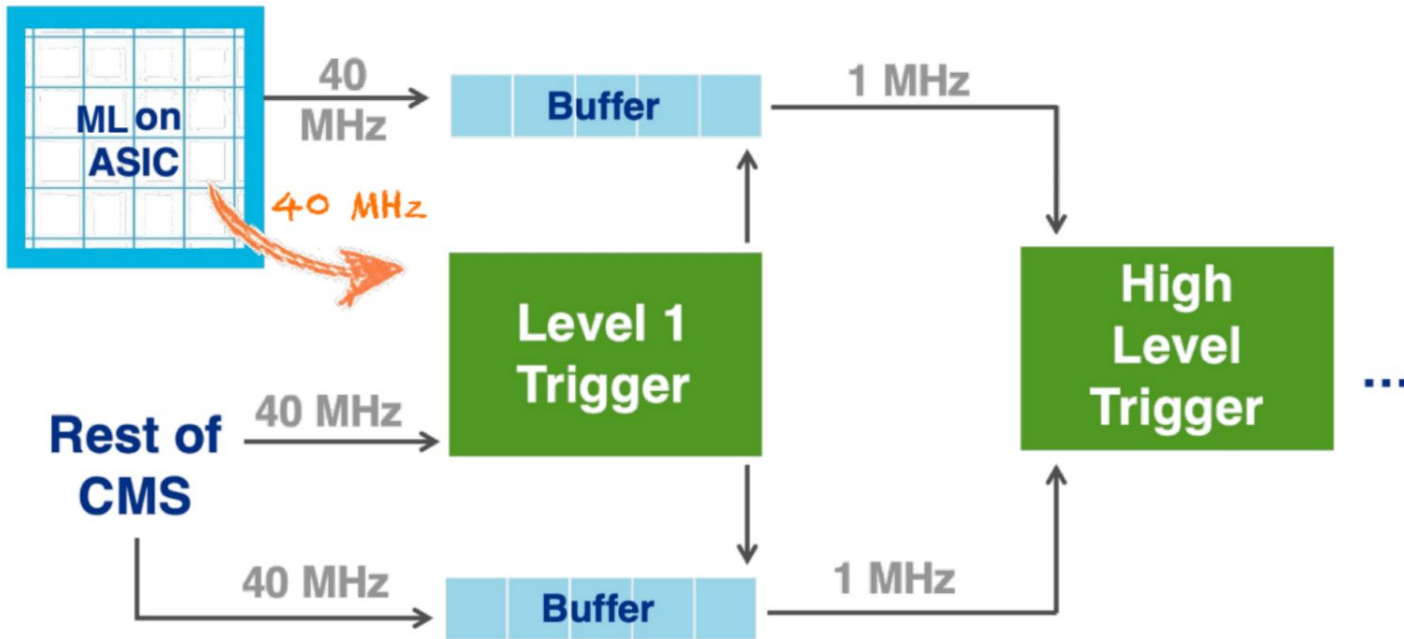 ML on
ASIC
40
MHz
Buffer
1 MHz
40 MHz
Level 1
Trigger
High
Level
Trigger
...
Rest of
CMS
40 MHz
40 MHz
Buffer
1 MHz